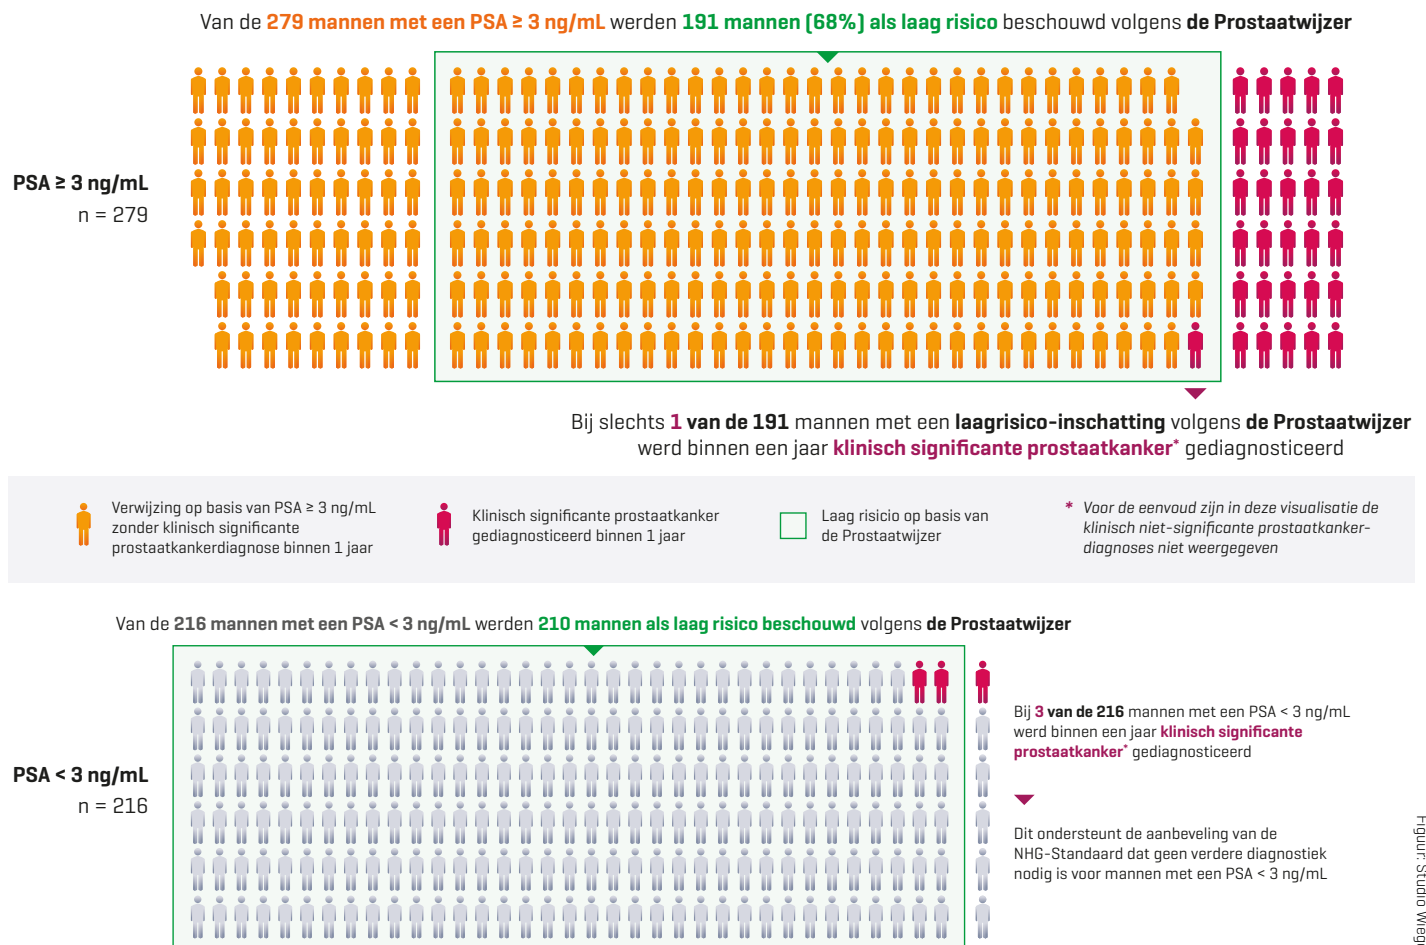 Van de 279 mannen met een PSA ≥ 3 ng/mL werden 191 mannen (68%) als laag risico beschouwd volgens de Prostaatwijzer
PSA ≥ 3 ng/mL
n = 279
Bij slechts 1 van de 191 mannen met een laagrisico-inschatting volgens de Prostaatwijzer
werd binnen een jaar klinisch significante prostaatkanker* gediagnosticeerd
Verwijzing op basis van PSA ≥ 3 ng/mL
zonder klinisch significante
prostaatkankerdiagnose binnen 1 jaar
Klinisch significante prostaatkanker
gediagnosticeerd binnen 1 jaar
Laag risicio op basis van
de Prostaatwijzer
* Voor de eenvoud zijn in deze visualisatie de
klinisch niet-significante prostaatkanker-
diagnoses niet weergegeven
Van de 216 mannen met een PSA < 3 ng/mL werden 210 mannen als laag risico beschouwd volgens de Prostaatwijzer
PSA < 3 ng/mL
n = 216
Bij 3 van de 216 mannen met een PSA < 3 ng/mL
werd binnen een jaar klinisch significante
prostaatkanker* gediagnosticeerd
Dit ondersteunt de aanbeveling van de
NHG-Standaard dat geen verdere diagnostiek
nodig is voor mannen met een PSA < 3 ng/mL
Figuur: Studio